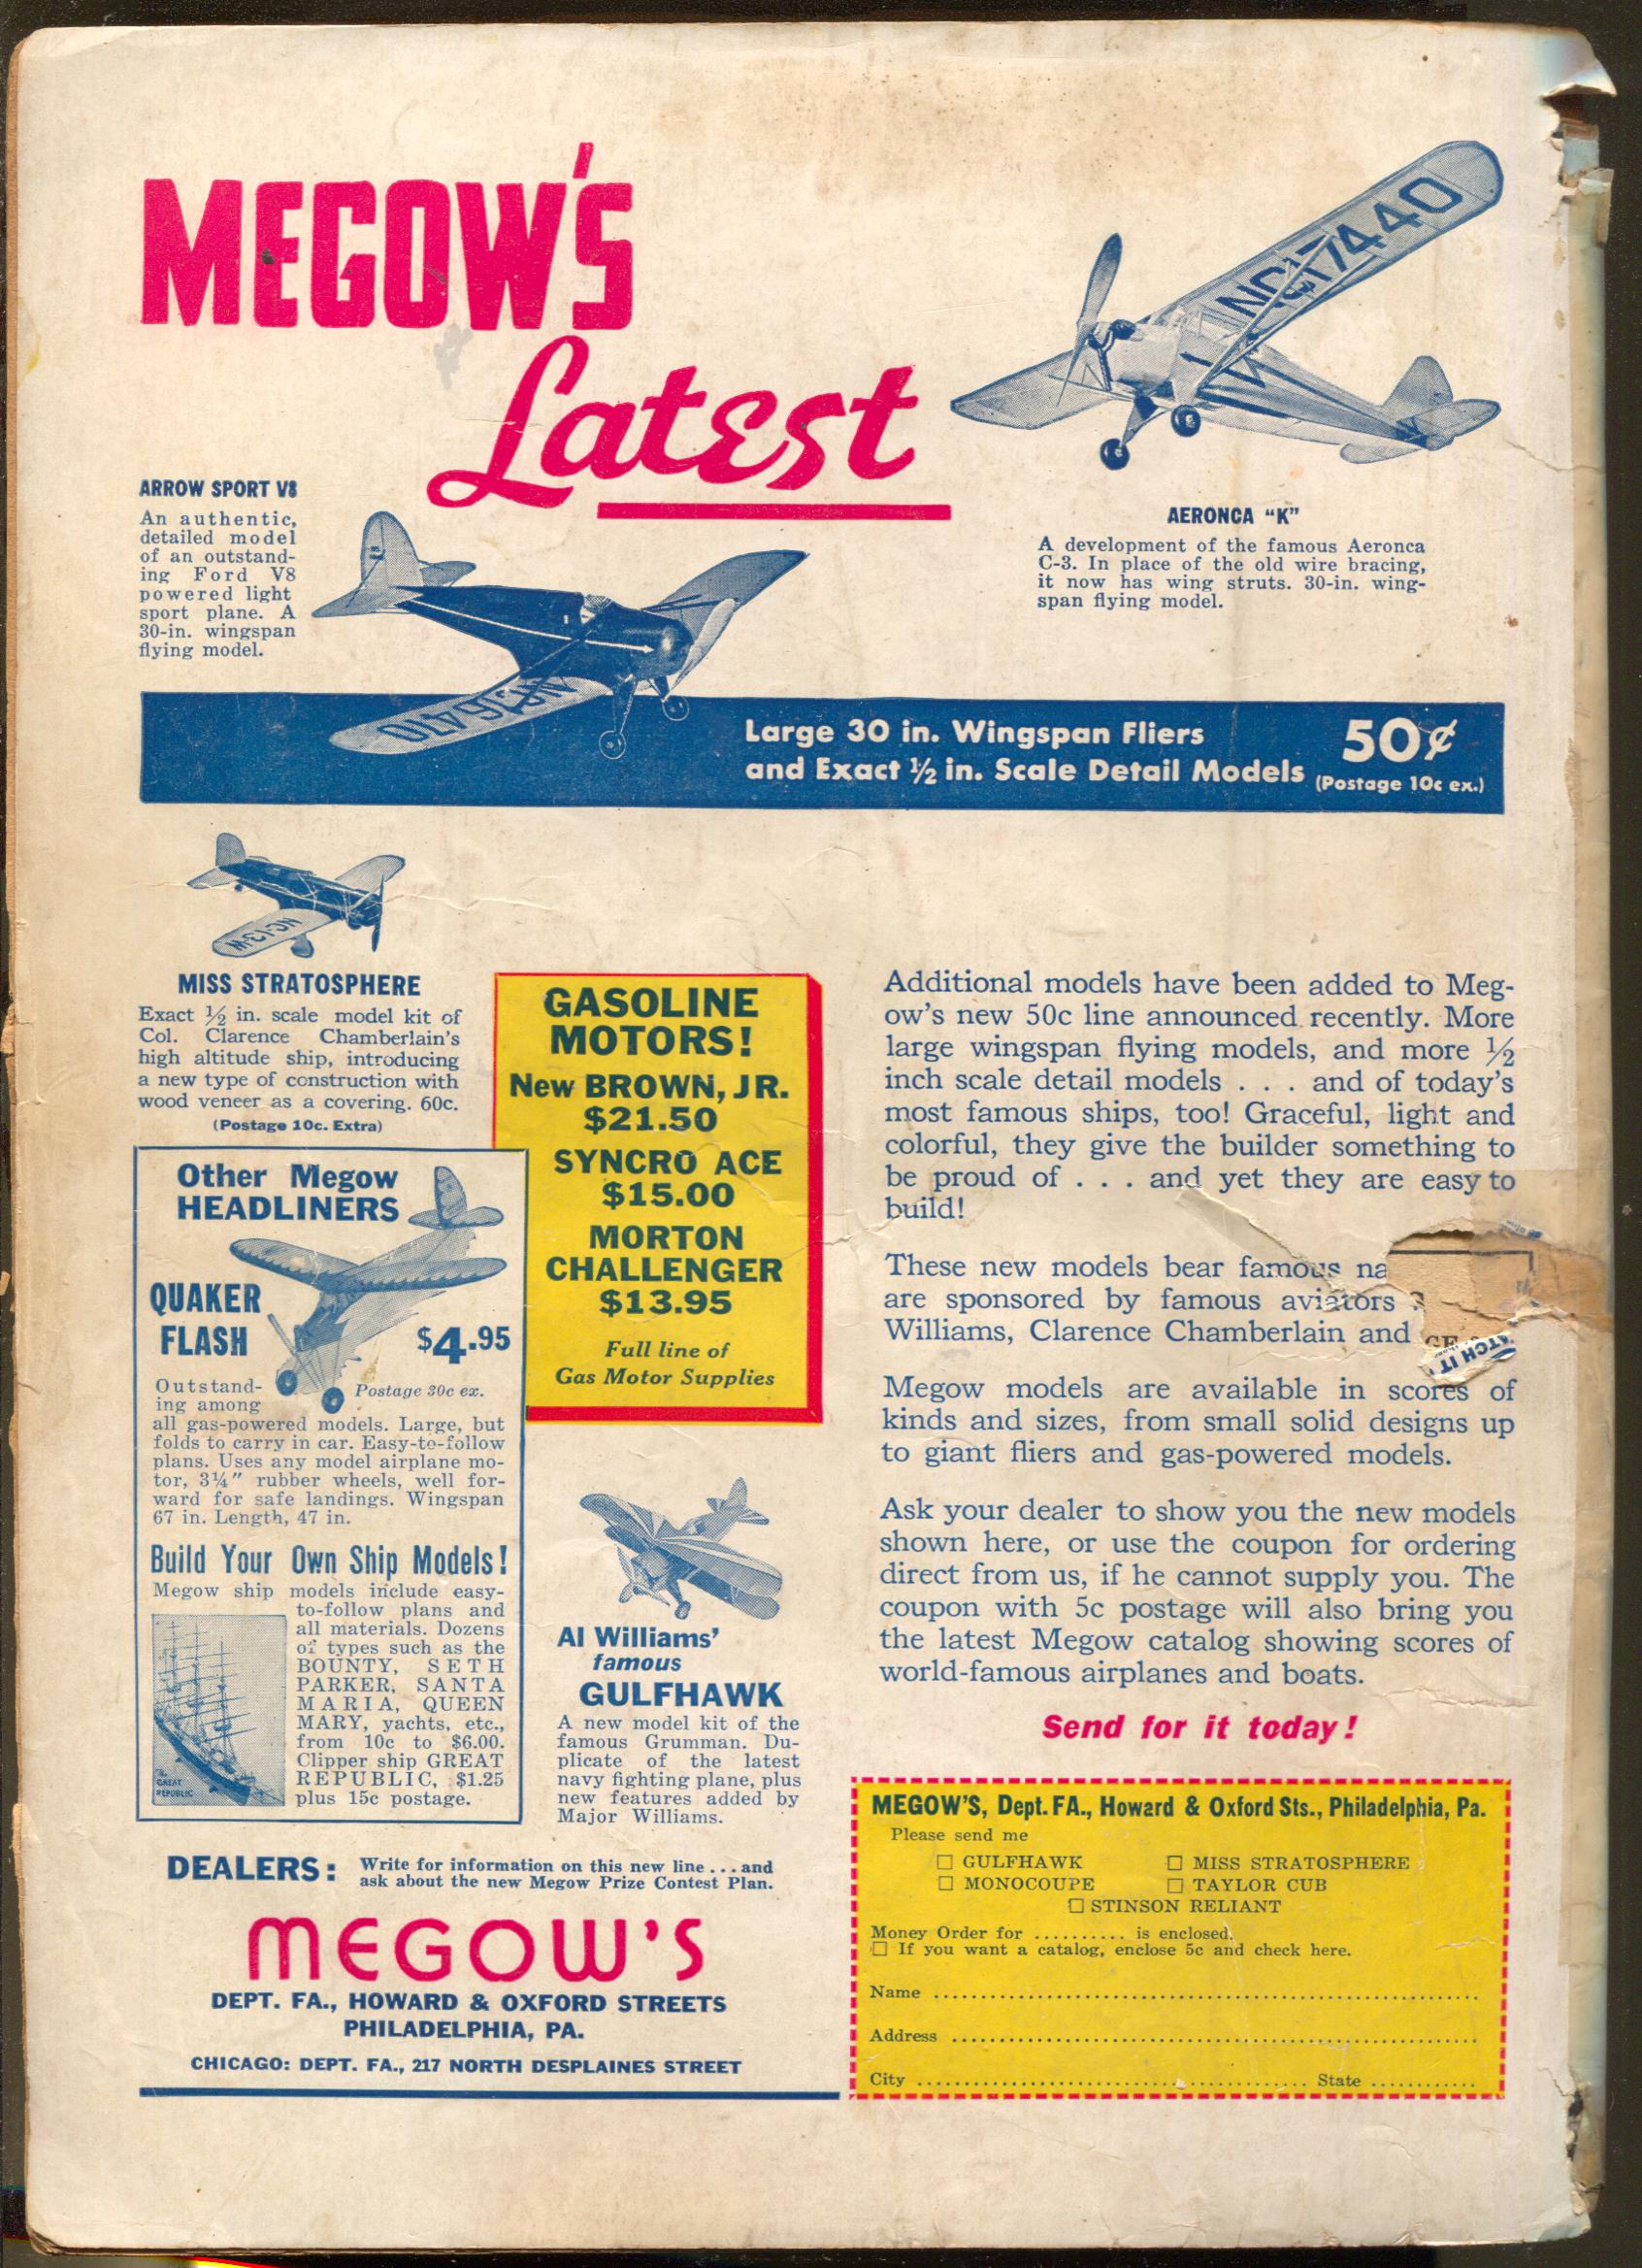 MEGOW'S
Latest
NC17440
ARROW SPORT V8
An authentic,
detailed model
of an outstand-
ing Ford V8
powered light
sport plane. A
30-in. wingspan
flying model.
AERONCA "K"
A development of the famous Aeronca
C-3. In place of the old wire bracing,
it now has wing struts. 30-in. wing-
span flying model.
Large 30 in. Wingspan Fliers
and Exact ½ in. Scale Detail Models
50¢
(Postage 10c ex.)
NC-13-W
MISS STRATOSPHERE
Exact ½ in. scale model kit of
Col. Clarence Chamberlain's
high altitude ship, introducing
a new type of construction with
wood veneer as a covering. 60c.
(Postage 10c. Extra)
GASOLINE
MOTORS!
New BROWN, JR.
$21.50
SYNCRO ACE
$15.00
MORTON
CHALLENGER
$13.95
Full line of
Gas Motor Supplies
Other Megow
HEADLINERS
QUAKER
FLASH
$4.95
Postage 30c ex.
Outstand-
ing among
all gas-powered models. Large, but
folds to carry in car. Easy-to-follow
plans. Uses any model airplane mo-
tor, 3¼" rubber wheels, well for-
ward for safe landings. Wingspan
67 in. Length, 47 in.
Build Your Own Ship Models!
Megow ship models include easy-
to-follow plans and
all materials. Dozens
of types such as the
BOUNTY, SETH
PARKER, SANTA
MARIA, QUEEN
MARY, yachts, etc.,
from 10c to $6.00.
Clipper ship GREAT
REPUBLIC, $1.25
plus 15c postage.
The
GREAT
REPUBLIC
Al Williams'
famous
GULFHAWK
A new model kit of the
famous Grumman. Du-
plicate of the latest
navy fighting plane, plus
new features added by
Major Williams.
Additional models have been added to Meg-
ow's new 50c line announced recently. More
large wingspan flying models, and more ½
inch scale detail models . . . and of today's
most famous ships, too! Graceful, light and
colorful, they give the builder something to
be proud of . . . and yet they are easy to
build!
These new models bear famous na
are sponsored by famous aviators
Williams, Clarence Chamberlain and
ATCH IT
Megow models are available in scores of
kinds and sizes, from small solid designs up
to giant fliers and gas-powered models.
Ask your dealer to show you the new models
shown here, or use the coupon for ordering
direct from us, if he cannot supply you. The
coupon with 5c postage will also bring you
the latest Megow catalog showing scores of
world-famous airplanes and boats.
Send for it today!
DEALERS: Write for information on this new line . . . and
ask about the new Megow Prize Contest Plan.
MEGOW'S
DEPT. FA., HOWARD & OXFORD STREETS
PHILADELPHIA, PA.
CHICAGO: DEPT. FA., 217 NORTH DESPLAINES STREET
MEGOW'S, Dept. FA., Howard & Oxford Sts., Philadelphia, Pa.
Please send me
☐ GULFHAWK ☐ MISS STRATOSPHERE
☐ MONOCOUPE ☐ TAYLOR CUB
☐ STINSON RELIANT
Money Order for .......... is enclosed.
☐ If you want a catalog, enclose 5c and check here.
Name ..........
Address ..........
City .......... State ..........